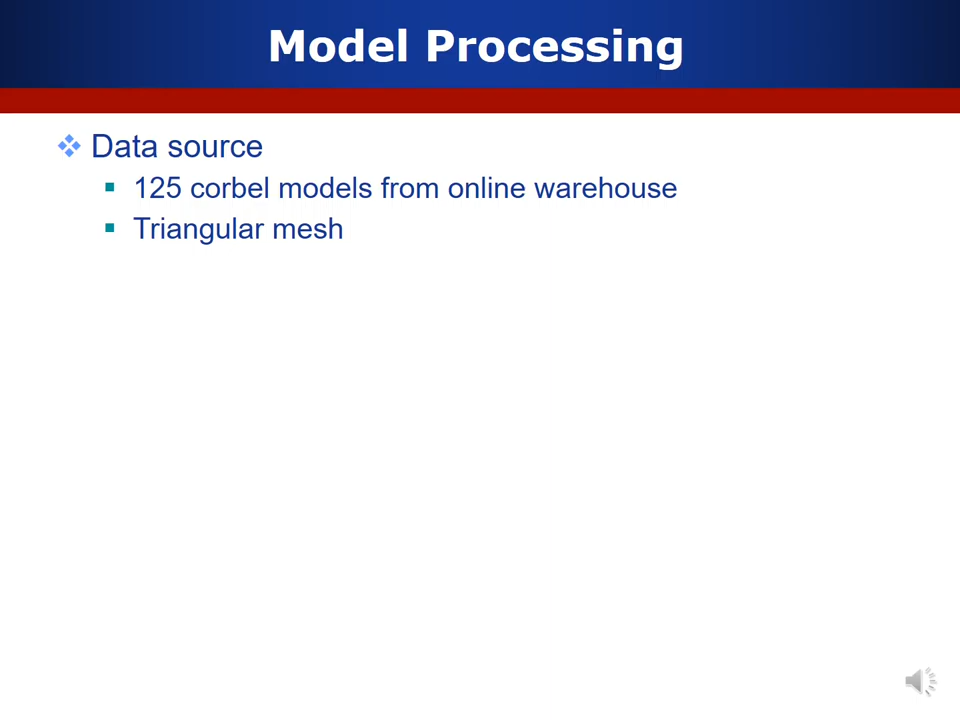 Model Processing
Data source
125 corbel models from online warehouse
Triangular mesh